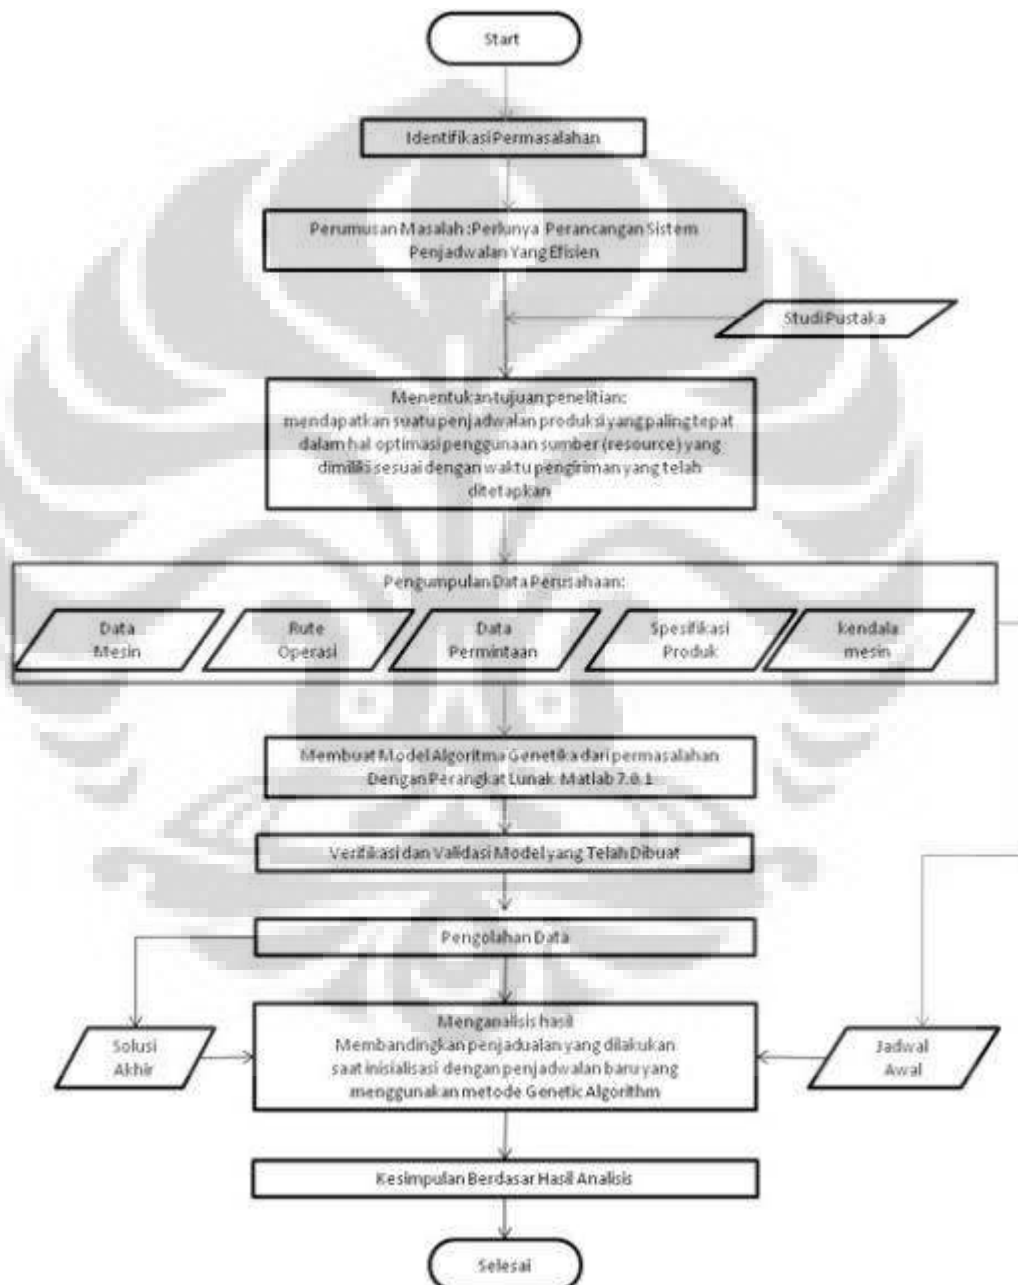 Start
Identifikasi Permasalahan
Perumusan Masalah :Perlunya Perancangan Sistem
Penjadwalan Yang Efisien
Studi Pustaka
Menentukan tujuan penelitian:
mendapatkan suatu penjadwalan produksi yang paling tepat
dalam hal optimasi penggunaan sumber (resource) yang
dimiliki sesuai dengan waktu pengiriman yang telah
ditetapkan
Pengumpulan Data Perusahaan:
Data
Mesin
Rute
Operasi
Data
Permintaan
Spesifikasi
Produk
kendala
mesin
Membuat Model Algoritma Genetika dari permasalahan
Dengan Perangkat Lunak Matlab 7.0.1
Verifikasi dan Validasi Model yang Telah Dibuat
Pengolahan Data
Solusi
Akhir
Menganalisis hasil
Membandingkan penjadualan yang dilakukan
saat inisialisasi dengan penjadwalan baru yang
menggunakan metode Genetic Algorithm
Jadwal
Awal
Kesimpulan Berdasar Hasil Analisis
Selesai